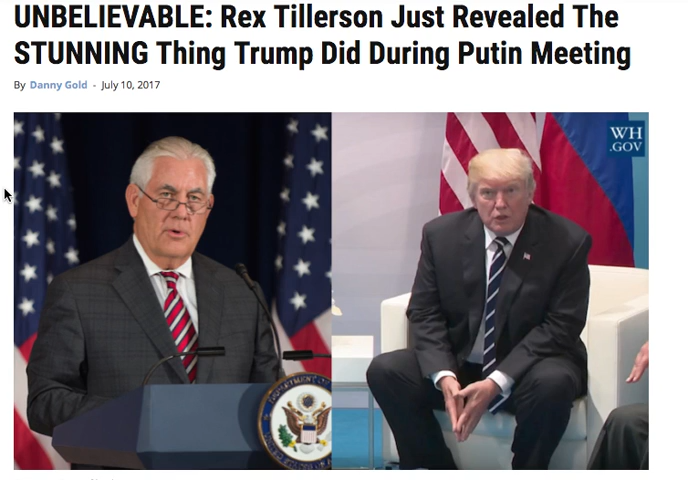 UNBELIEVABLE: Rex Tillerson Just Revealed The
STUNNING Thing Trump Did During Putin Meeting
By Danny Gold - July 10, 2017
WH
.GOV